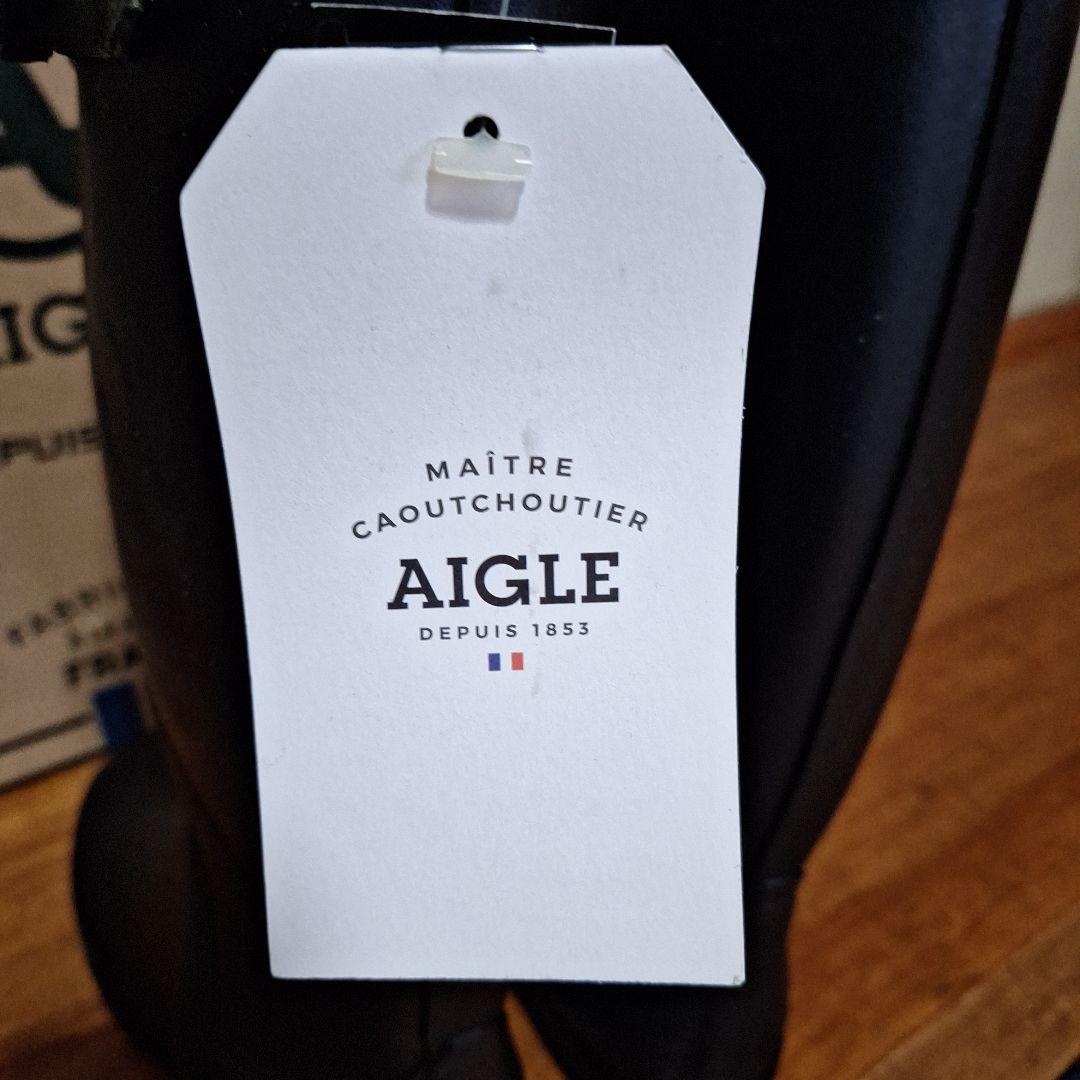 MAÎTRE
CAOUTCHOUTIER
AIGLE
DEPUIS 1853